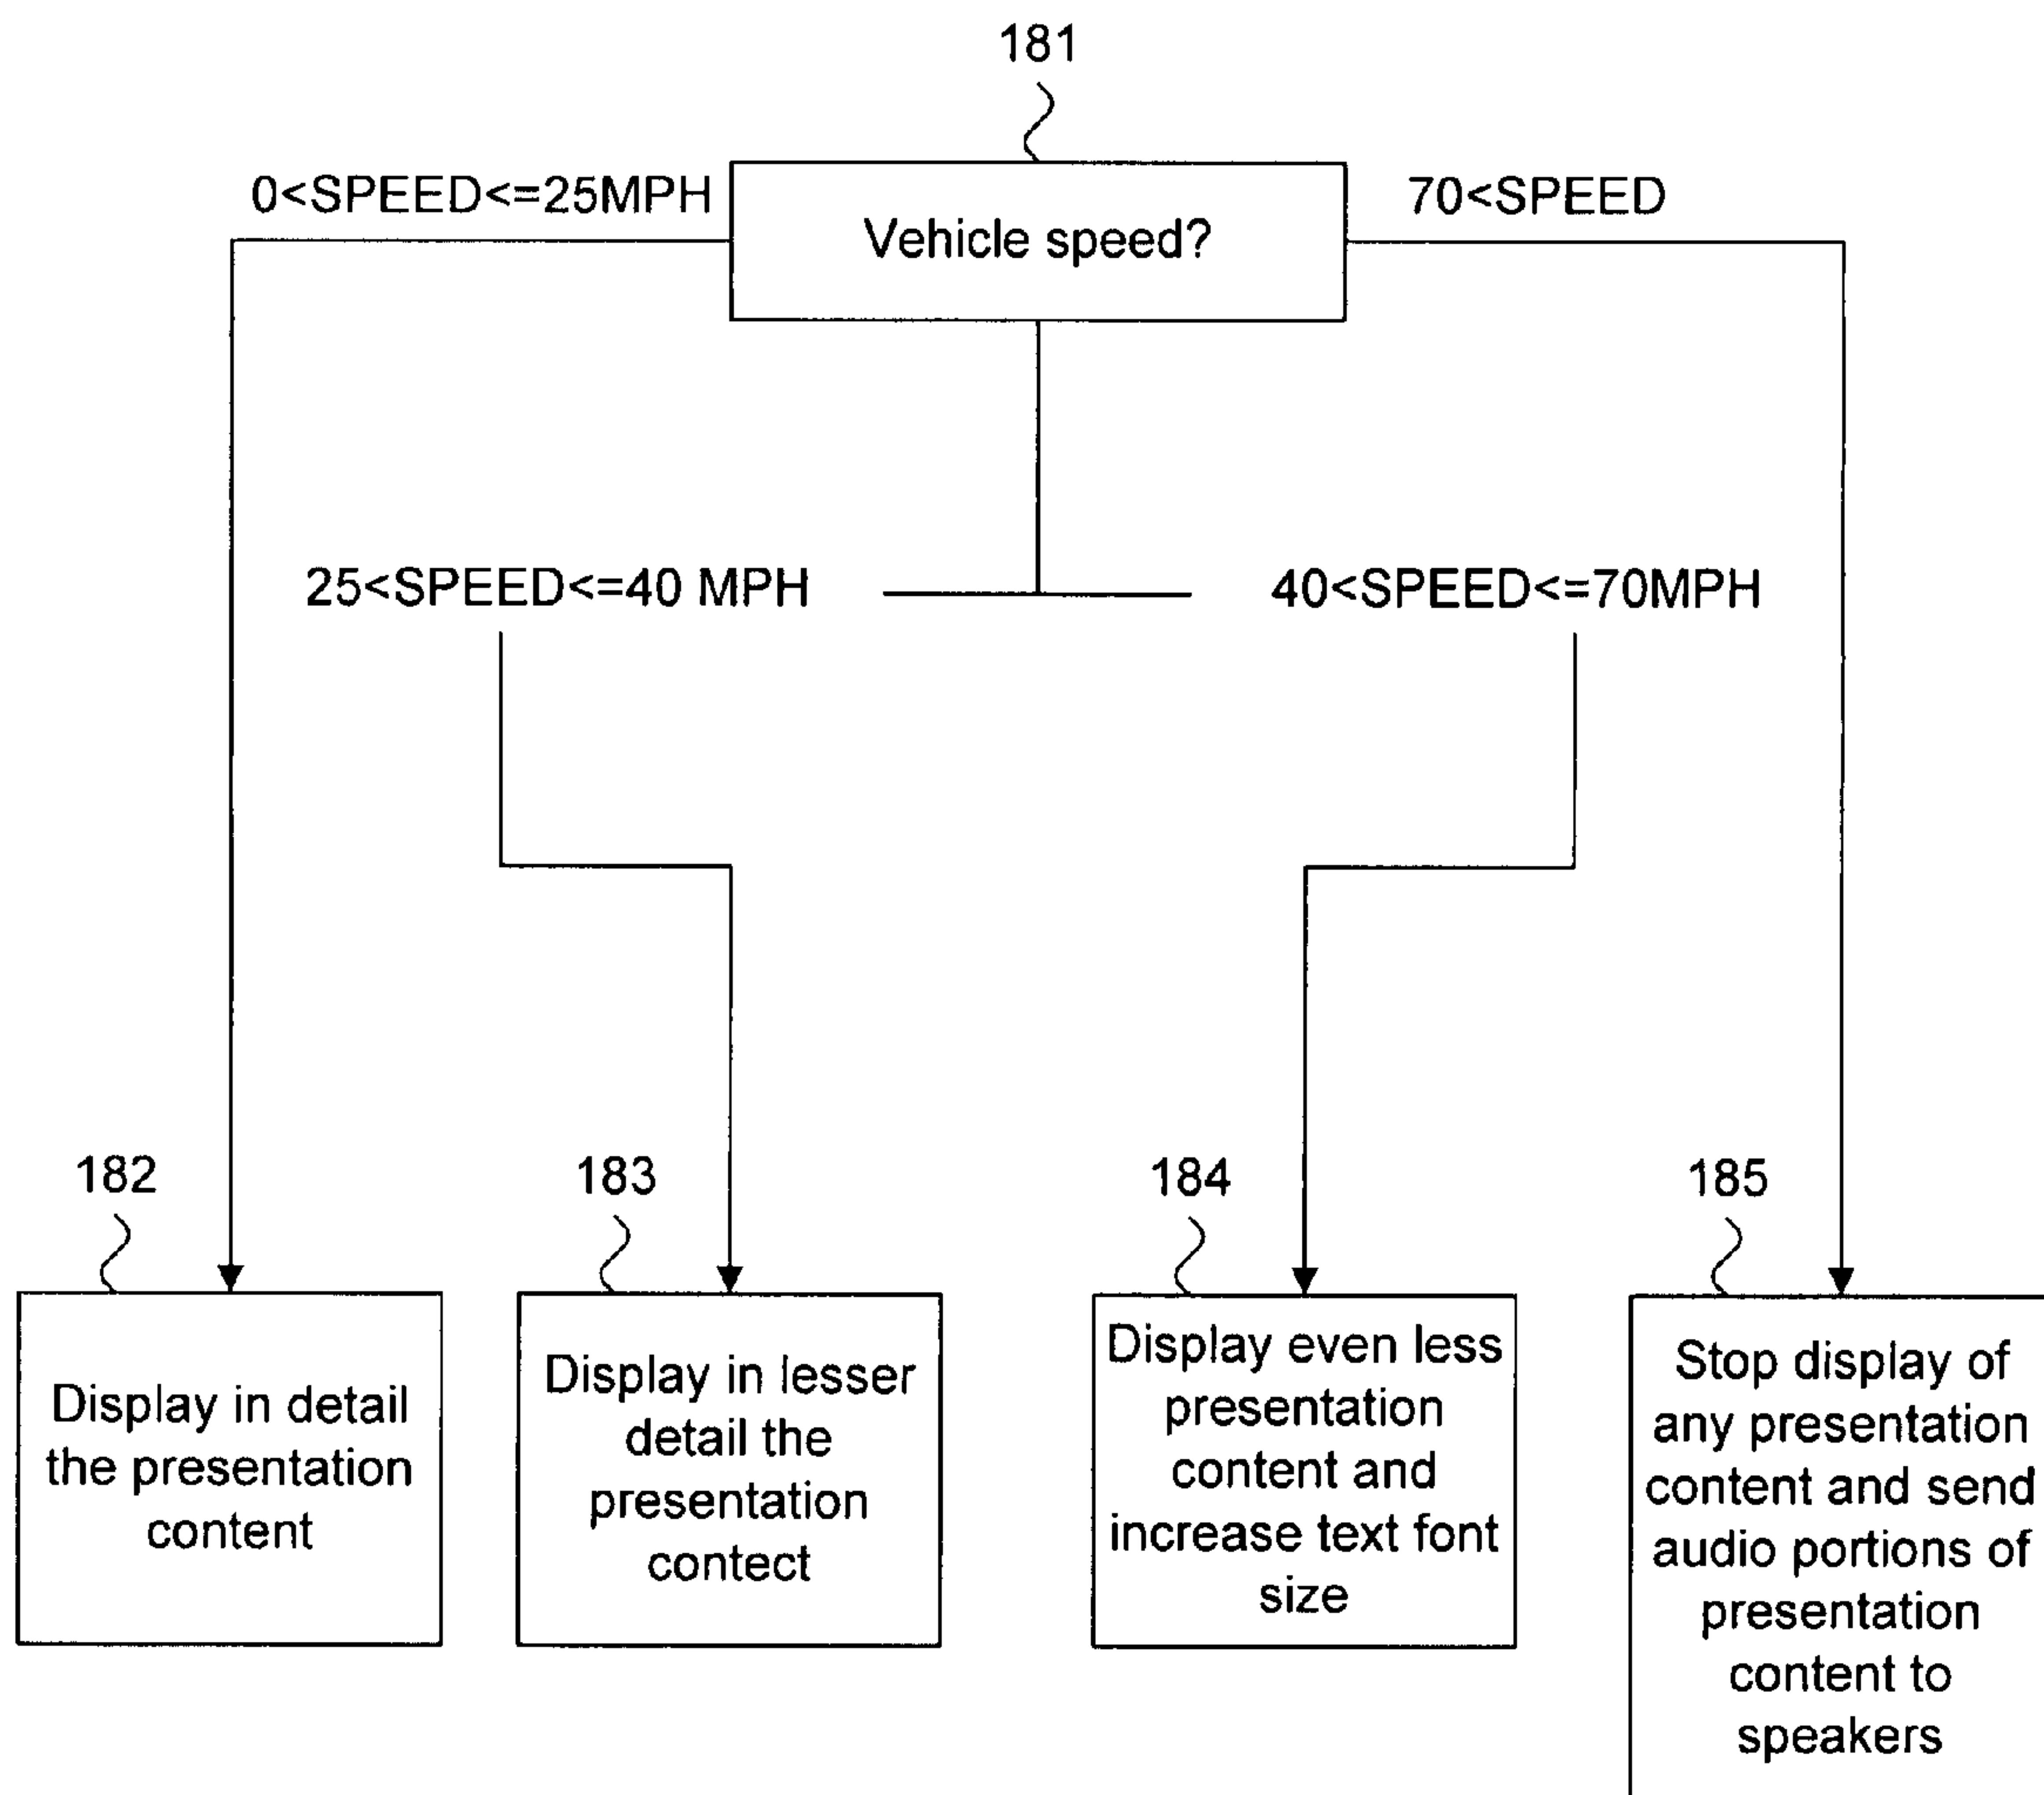 181
0<SPEED<=25MPH
Vehicle speed?
70<SPEED
25<SPEED<=40 MPH
40<SPEED<=70MPH
182
Display in detail
the presentation
content
183
Display in lesser
detail the
presentation
contect
184
Display even less
presentation
content and
increase text font
size
185
Stop display of
any presentation
content and send
audio portions of
presentation
content to
speakers